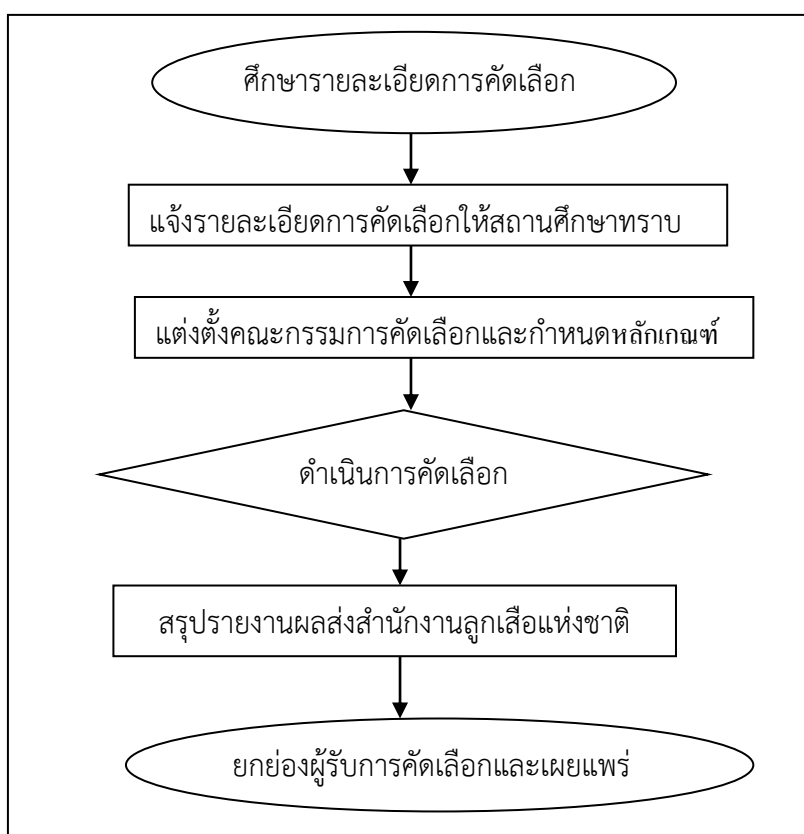 ศึกษารายละเอียดการคัดเลือก
แจ้งรายละเอียดการคัดเลือกให้สถานศึกษาทราบ
แต่งตั้งคณะกรรมการคัดเลือกและกำหนดหลักเกณฑ์
ดำเนินการคัดเลือก
สรุปรายงานผลส่งสำนักงานลูกเสือแห่งชาติ
ยกย่องผู้รับการคัดเลือกและเผยแพร่